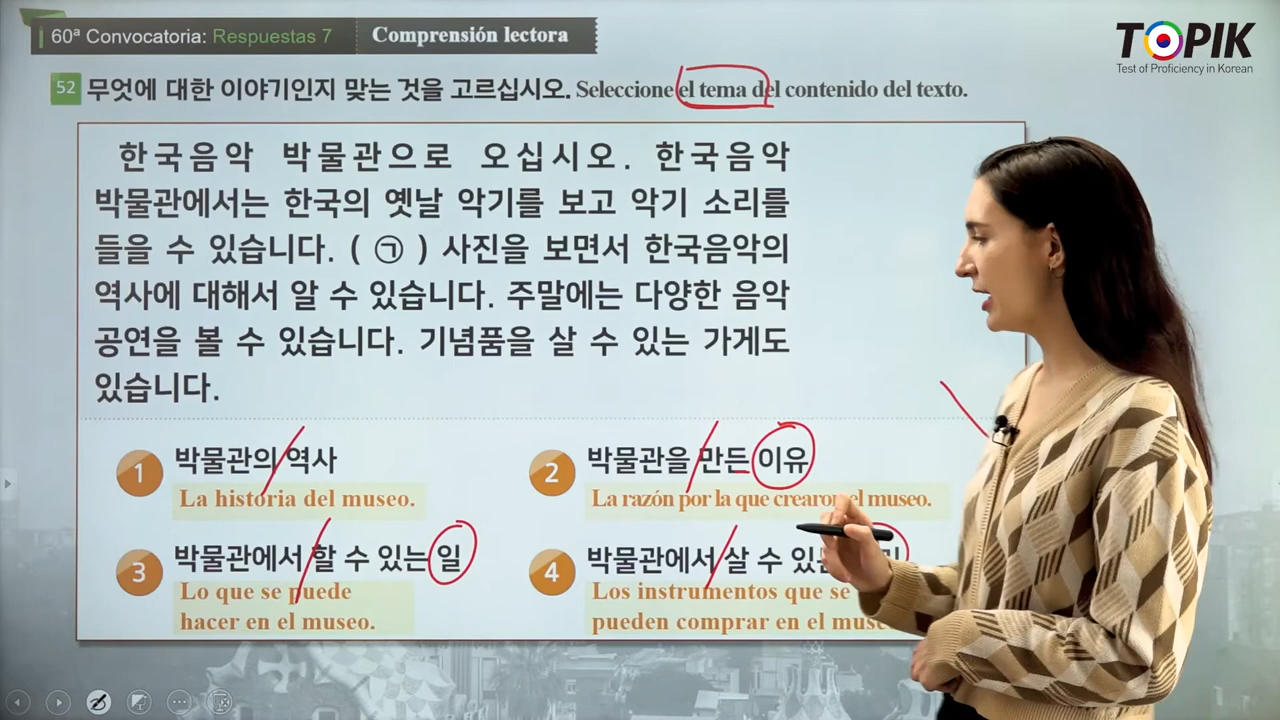 60ª Convocatoria: Respuestas 7
Comprensión lectora
TOPIK
Test of Proficiency in Korean
52 무엇에 대한 이야기인지 맞는 것을 고르십시오. Seleccione el tema del contenido del texto.
한국음악 박물관으로 오십시오. 한국음악
박물관에서는 한국의 옛날 악기를 보고 악기 소리를
들을 수 있습니다. ( ㉠ ) 사진을 보면서 한국음악의
역사에 대해서 알 수 있습니다. 주말에는 다양한 음악
공연을 볼 수 있습니다. 기념품을 살 수 있는 가게도
있습니다.
1 박물관의 역사
La historia del museo.
2 박물관을 만든 이유
La razón por la que crearon el museo.
3 박물관에서 할 수 있는 일
Lo que se puede
hacer en el museo.
4 박물관에서 살 수
Los instrumentos que se
pueden comprar en el